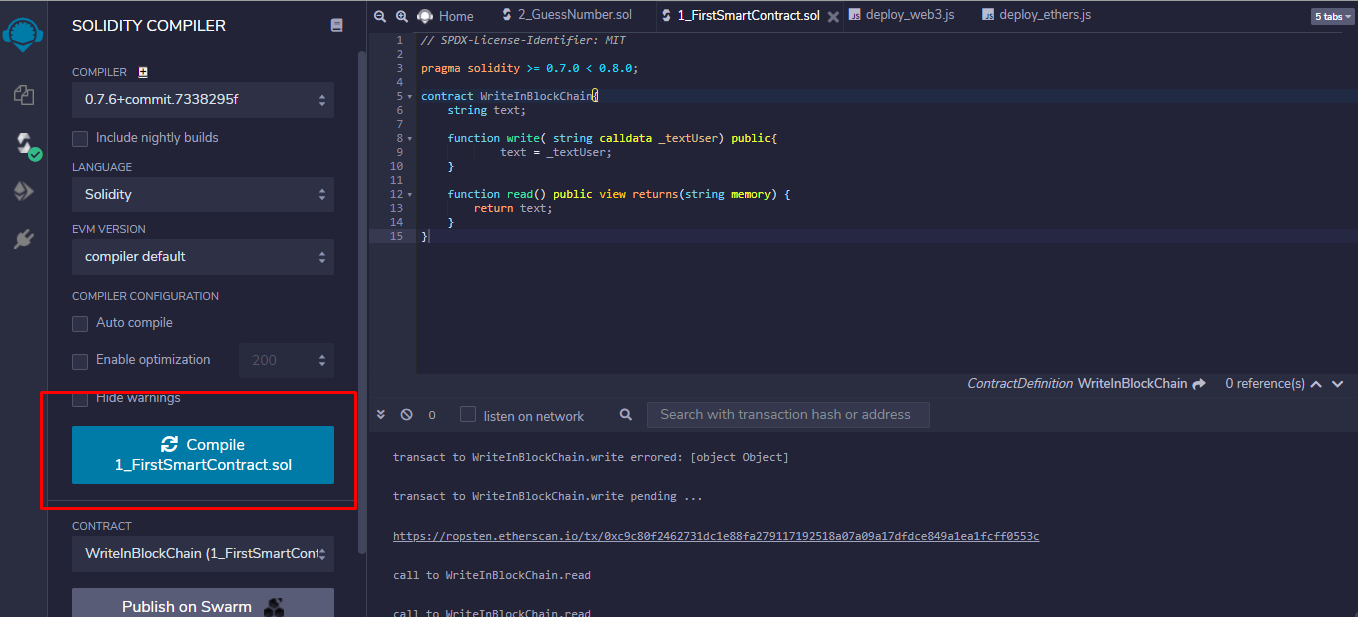 SOLIDITY COMPILER
COMPILER
0.7.6+commit.7338295f
Include nightly builds
LANGUAGE
Solidity
EVM VERSION
compiler default
COMPILER CONFIGURATION
Auto compile
Enable optimization 200
Hide warnings
Compile
1_FirstSmartContract.sol
CONTRACT
WriteInBlockChain (1_FirstSmartCont
Publish on Swarm
Home 2_GuessNumber.sol 1_FirstSmartContract.sol JS deploy_web3.js JS deploy_ethers.js 5 tabs
1 // SPDX-License-Identifier: MIT
2
3 pragma solidity >= 0.7.0 < 0.8.0;
4
5 contract WriteInBlockChain{
6 string text;
7
8 function write( string calldata _textUser) public{
9 text = _textUser;
10 }
11
12 function read() public view returns(string memory) {
13 return text;
14 }
15 }
ContractDefinition WriteInBlockChain 0 reference(s)
0 listen on network Search with transaction hash or address
transact to WriteInBlockChain.write errored: [object Object]
transact to WriteInBlockChain.write pending ...
https://ropsten.etherscan.io/tx/0xc9c80f2462731dc1e88fa279117192518a07a09a17dfdce849a1ea1fcff0553c
call to WriteInBlockChain.read
call to WriteInBlockChain.read